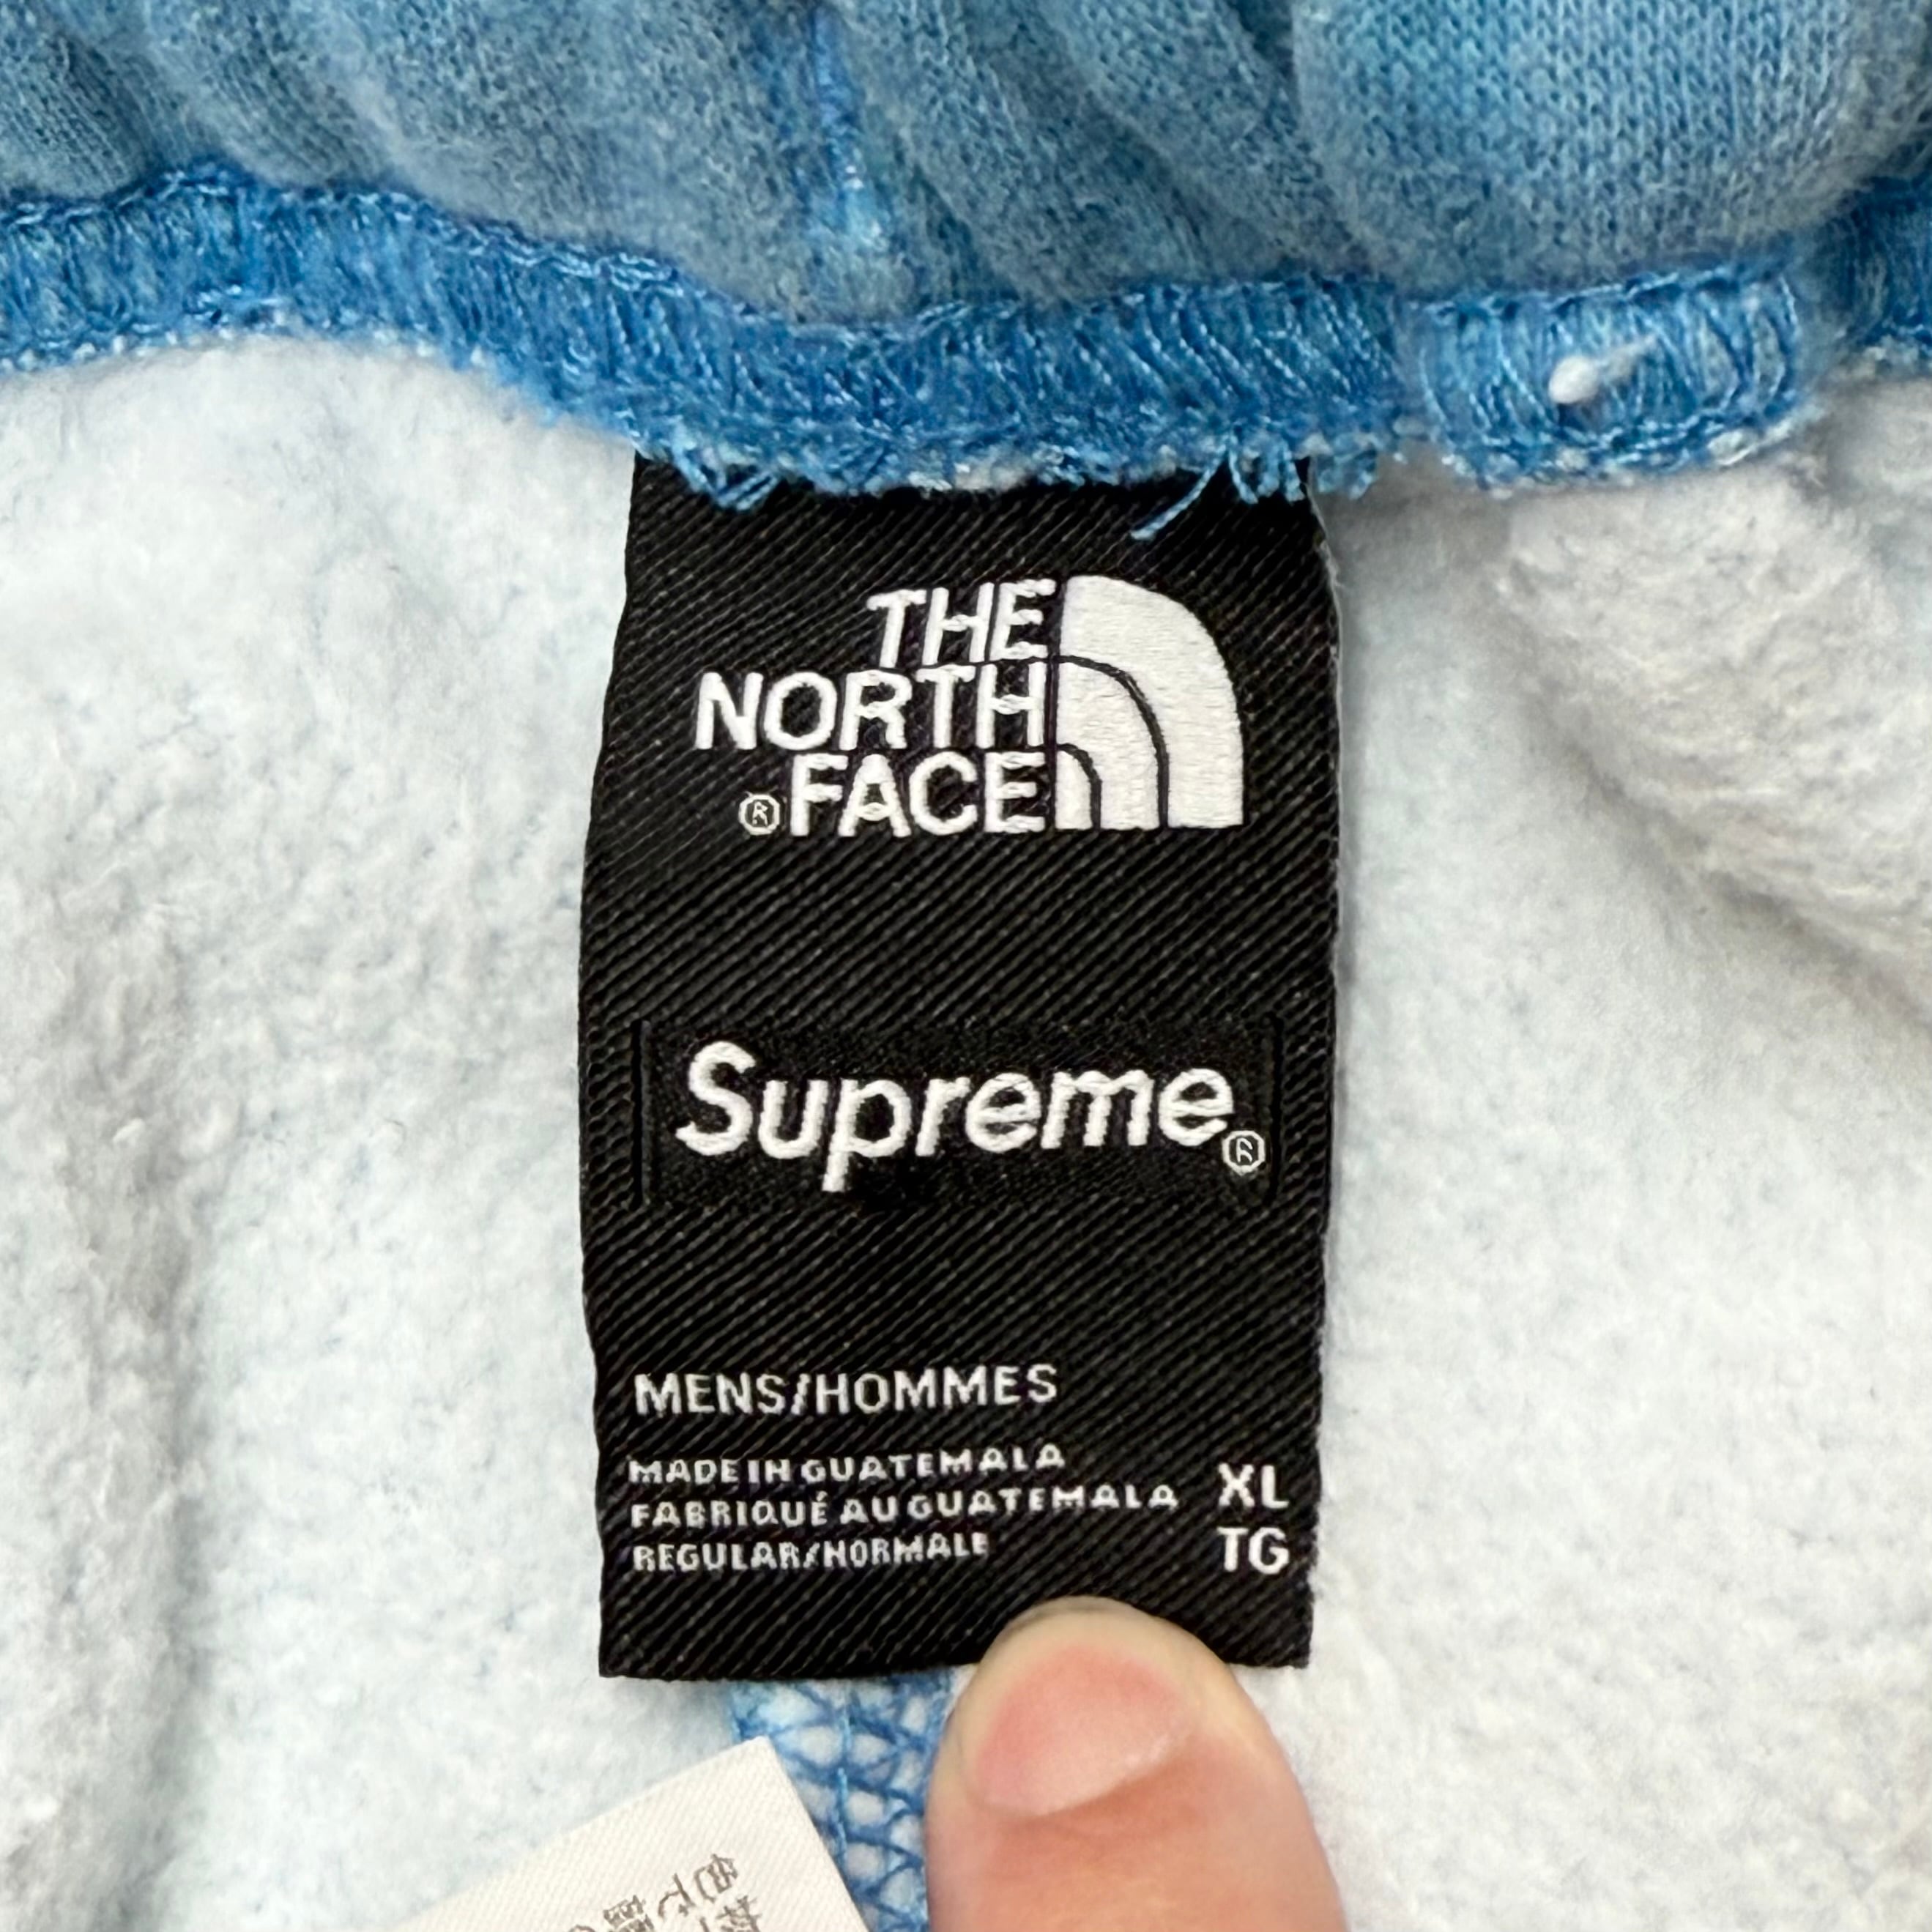 THE
NORTH
®FACE
Supreme®
MENS/HOMMES
MADE IN GUATEMALA
FABRIQUÉ AU GUATEMALA XL
REGULAR/NORMALE TG